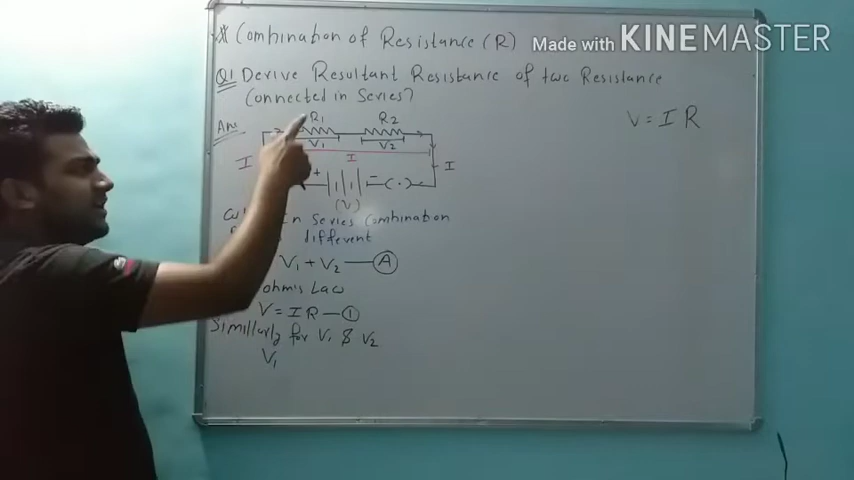 * Combination of Resistance (R)
Made with KINEMASTER
Q1 Derive Resultant Resistance of two Resistance
Connected in Series?
V = I R
Ans
R1 R2
V1 V2
I I I
+ -
(V)
In Series Combination
different
V1 + V2 — A
ohm's Law
V = I R — 1
Similarly for V1 & V2
V1